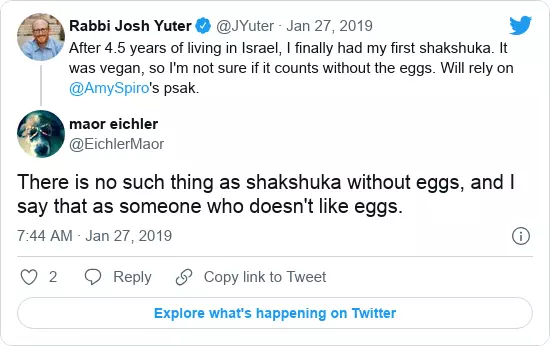 Rabbi Josh Yuter @JYuter · Jan 27, 2019
After 4.5 years of living in Israel, I finally had my first shakshuka. It
was vegan, so I'm not sure if it counts without the eggs. Will rely on
@AmySpiro's psak.
maor eichler
@EichlerMaor
There is no such thing as shakshuka without eggs, and I
say that as someone who doesn't like eggs.
7:44 AM · Jan 27, 2019
2 Reply Copy link to Tweet
Explore what's happening on Twitter